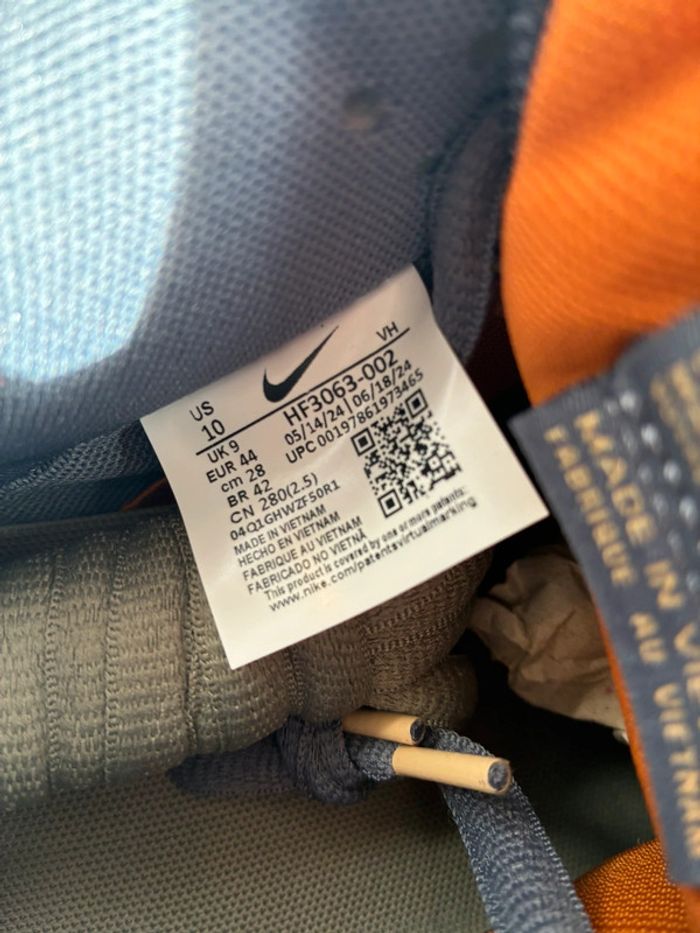 US
10
VH
HF3063-002
UK 9
EUR 44
cm 28
BR 42
CN 280(2.5)
05/14/24 | 06/18/24
UPC 00197861973465
04Q1GHWZF50R1
MADE IN VIETNAM
HECHO EN VIETNAM
FABRIQUE AU VIETNAM
FABRICADO NO VIETNÃ
This product is covered by one or more patents:
www.nike.com/patentsvirtualmarking
MADE IN
FABRIQUE AU VIETNAM